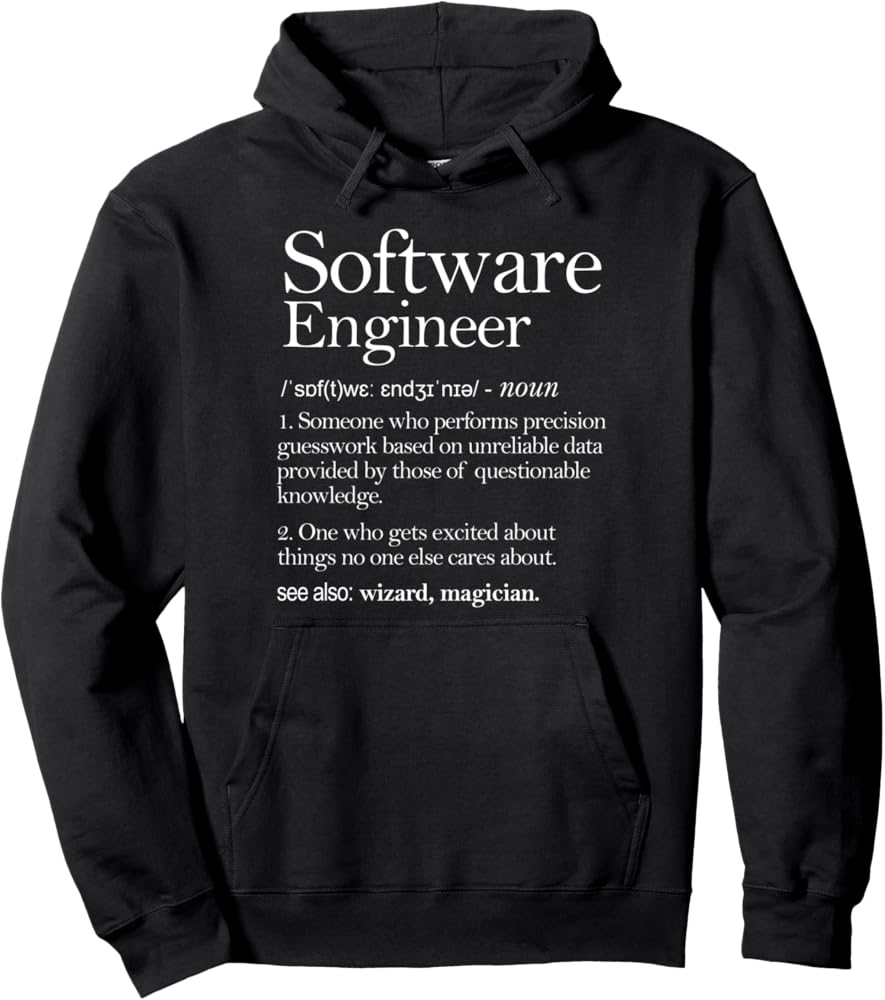 Software
Engineer
/ˈsɒf(t)wɛː ɛndʒɪˈnɪə/ - noun
1. Someone who performs precision
guesswork based on unreliable data
provided by those of questionable
knowledge.
2. One who gets excited about
things no one else cares about.
see also: wizard, magician.